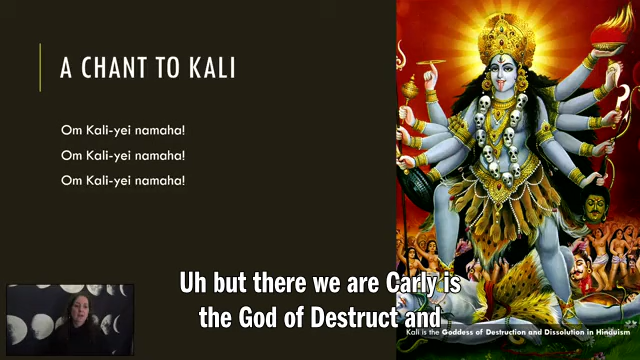 A CHANT TO KALI
Om Kali-yei namaha!
Om Kali-yei namaha!
Om Kali-yei namaha!
Uh but there we are Carly is
the God of Destruct and
Kali is the Goddess of Destruction and Dissolution in Hinduism